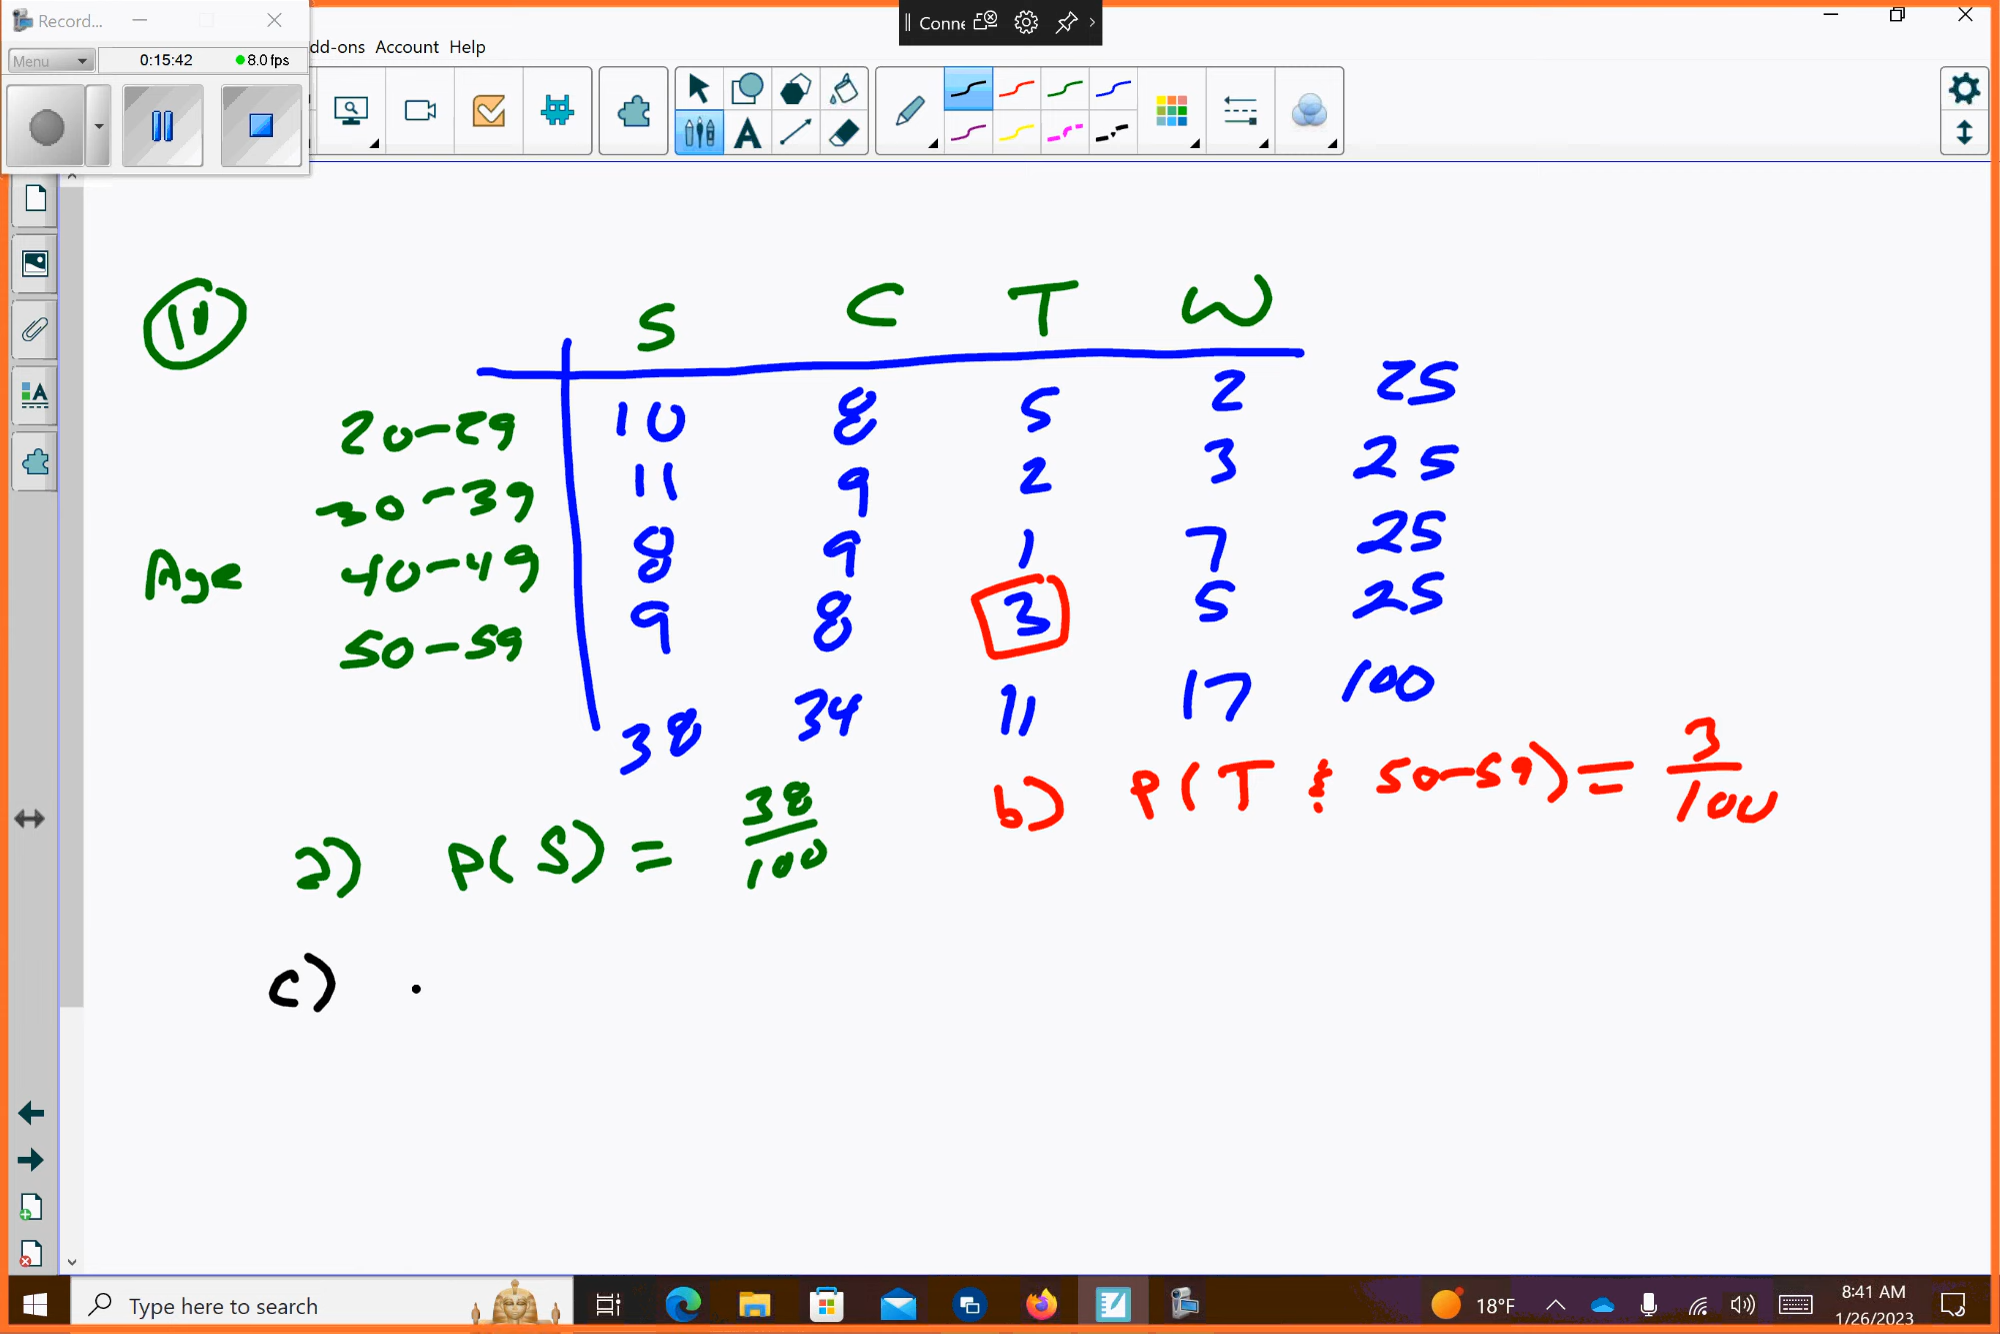 Record...
Menu 0:15:42 8.0 fps
Conne
dd-ons Account Help
S C T W
20-29 10 8 5 2 25
30-39 11 9 2 3 25
Age 40-49 8 9 1 7 25
50-59 9 8 3 5 25
38 34 11 17 100
a) P(S) = 38/100
b) P(T & 50-59) = 3/100
c)
Type here to search
18°F
8:41 AM
1/26/2023